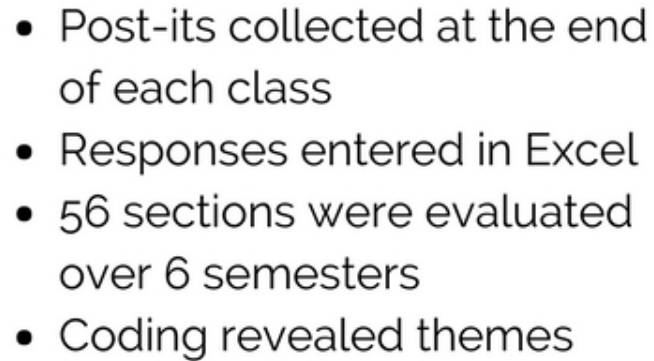 • Post-its collected at the end
of each class
• Responses entered in Excel
• 56 sections were evaluated
over 6 semesters
• Coding revealed themes